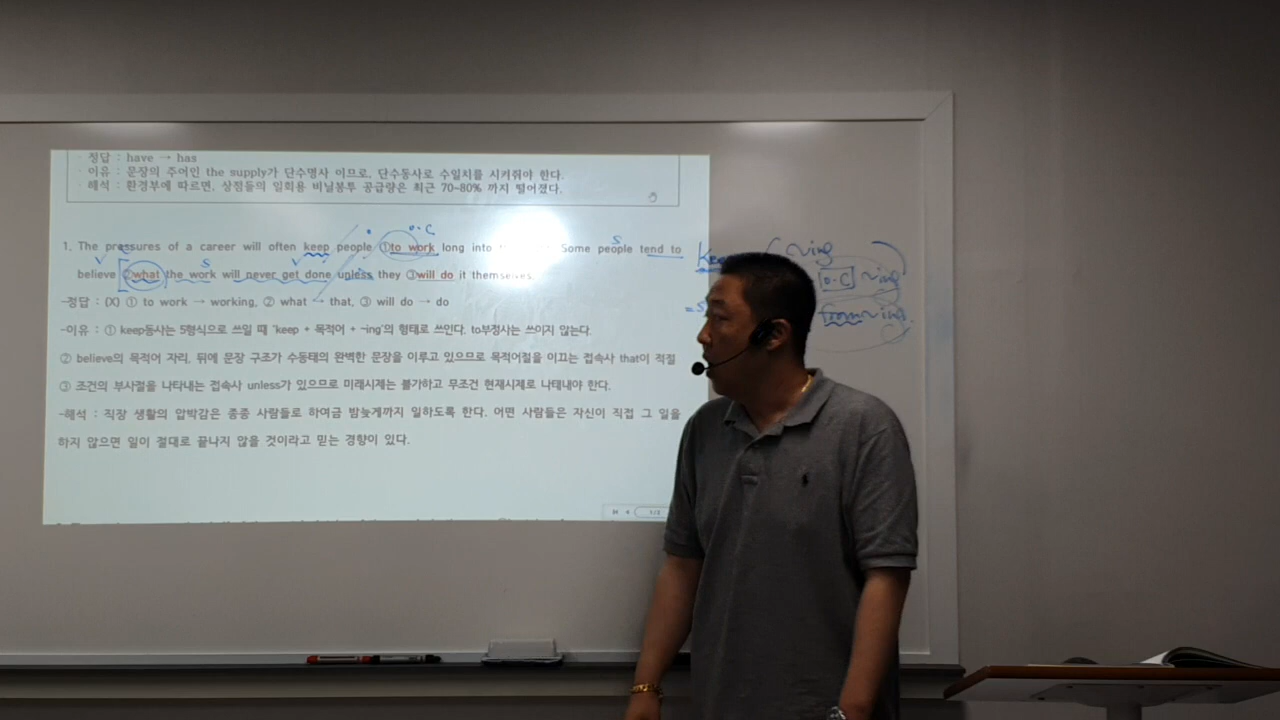 · 정답 : have → has
· 이유 : 문장의 주어인 the supply가 단수명사 이므로, 단수동사로 수일치를 시켜줘야 한다.
· 해석 : 환경부에 따르면, 상점들의 일회용 비닐봉투 공급량은 최근 70~80% 까지 떨어졌다.
o o·C
1. The pressures of a career will often keep people ①to work long into Some people tend to
S
S
believe ②what the work will never get done unless they ③will do it themselves.
-정답 : (X) ① to work → working, ② what → that, ③ will do → do
-이유 : ① keep동사는 5형식으로 쓰일 때 'keep + 목적어 + -ing'의 형태로 쓰인다. to부정사는 쓰이지 않는다.
② believe의 목적어 자리, 뒤에 문장 구조가 수동태의 완벽한 문장을 이루고 있으므로 목적어절을 이끄는 접속사 that이 적절
③ 조건의 부사절을 나타내는 접속사 unless가 있으므로 미래시제는 불가하고 무조건 현재시제로 나태내야 한다.
-해석 : 직장 생활의 압박감은 종종 사람들로 하여금 밤늦게까지 일하도록 한다. 어떤 사람들은 자신이 직접 그 일을
하지 않으면 일이 절대로 끝나지 않을 것이라고 믿는 경향이 있다.
1/2
~ing
o·C ~ing
from ~ing